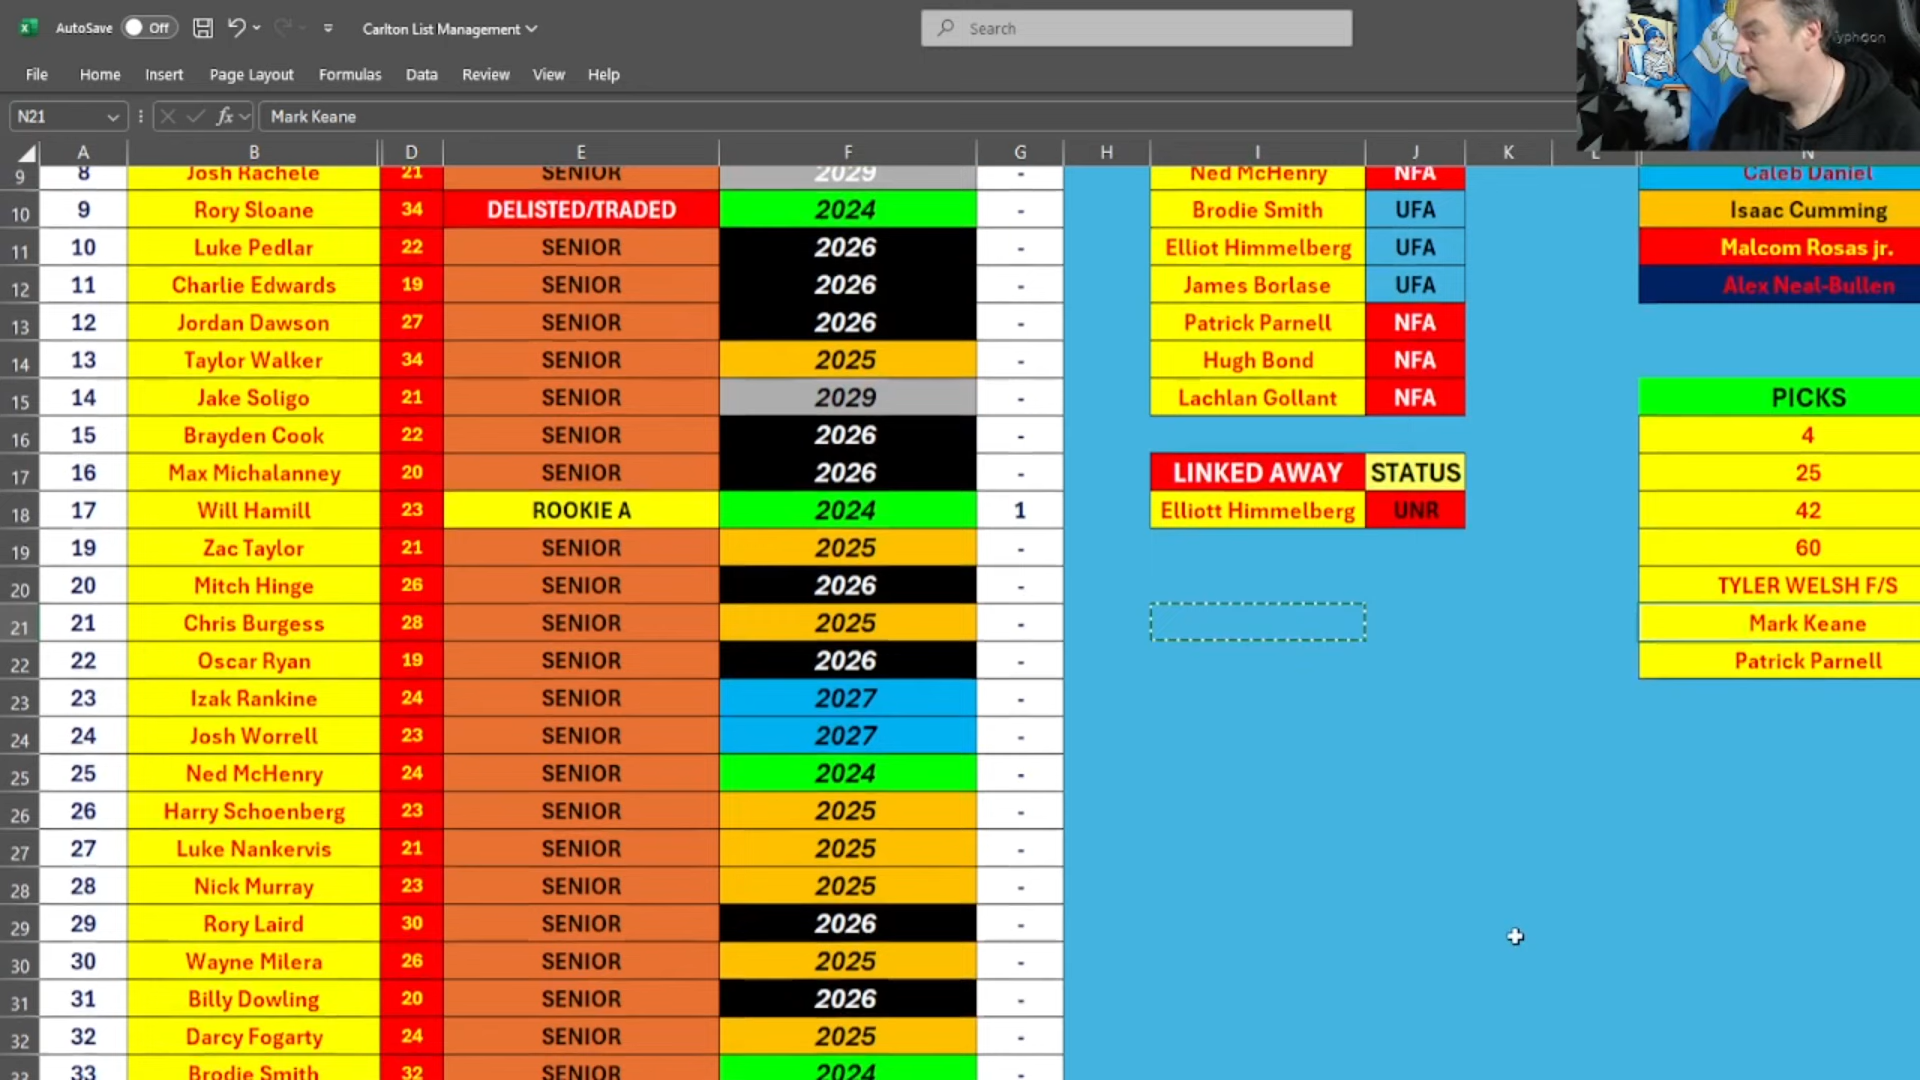 AutoSave Off Carlton List Management Search
File Home Insert Page Layout Formulas Data Review View Help
N21 fx Mark Keane
A B D E F G H I J K L N
9 8 Josh Rachele 21 SENIOR 2029 - Ned McHenry NFA Caleb Daniel
10 9 Rory Sloane 34 DELISTED/TRADED 2024 - Brodie Smith UFA Isaac Cumming
11 10 Luke Pedlar 22 SENIOR 2026 - Elliot Himmelberg UFA Malcom Rosas jr.
12 11 Charlie Edwards 19 SENIOR 2026 - James Borlase UFA Alex Neal-Bullen
13 12 Jordan Dawson 27 SENIOR 2026 - Patrick Parnell NFA
14 13 Taylor Walker 34 SENIOR 2025 - Hugh Bond NFA
15 14 Jake Soligo 21 SENIOR 2029 - Lachlan Gollant NFA PICKS
16 15 Brayden Cook 22 SENIOR 2026 - 4
17 16 Max Michalanney 20 SENIOR 2026 - LINKED AWAY STATUS 25
18 17 Will Hamill 23 ROOKIE A 2024 1 Elliott Himmelberg UNR 42
19 19 Zac Taylor 21 SENIOR 2025 - 60
20 20 Mitch Hinge 26 SENIOR 2026 - TYLER WELSH F/S
21 21 Chris Burgess 28 SENIOR 2025 - Mark Keane
22 22 Oscar Ryan 19 SENIOR 2026 - Patrick Parnell
23 23 Izak Rankine 24 SENIOR 2027 -
24 24 Josh Worrell 23 SENIOR 2027 -
25 25 Ned McHenry 24 SENIOR 2024 -
26 26 Harry Schoenberg 23 SENIOR 2025 -
27 27 Luke Nankervis 21 SENIOR 2025 -
28 28 Nick Murray 23 SENIOR 2025 -
29 29 Rory Laird 30 SENIOR 2026 -
30 30 Wayne Milera 26 SENIOR 2025 -
31 31 Billy Dowling 20 SENIOR 2026 -
32 32 Darcy Fogarty 24 SENIOR 2025 -
33 33 Brodie Smith 32 SENIOR 2024 -